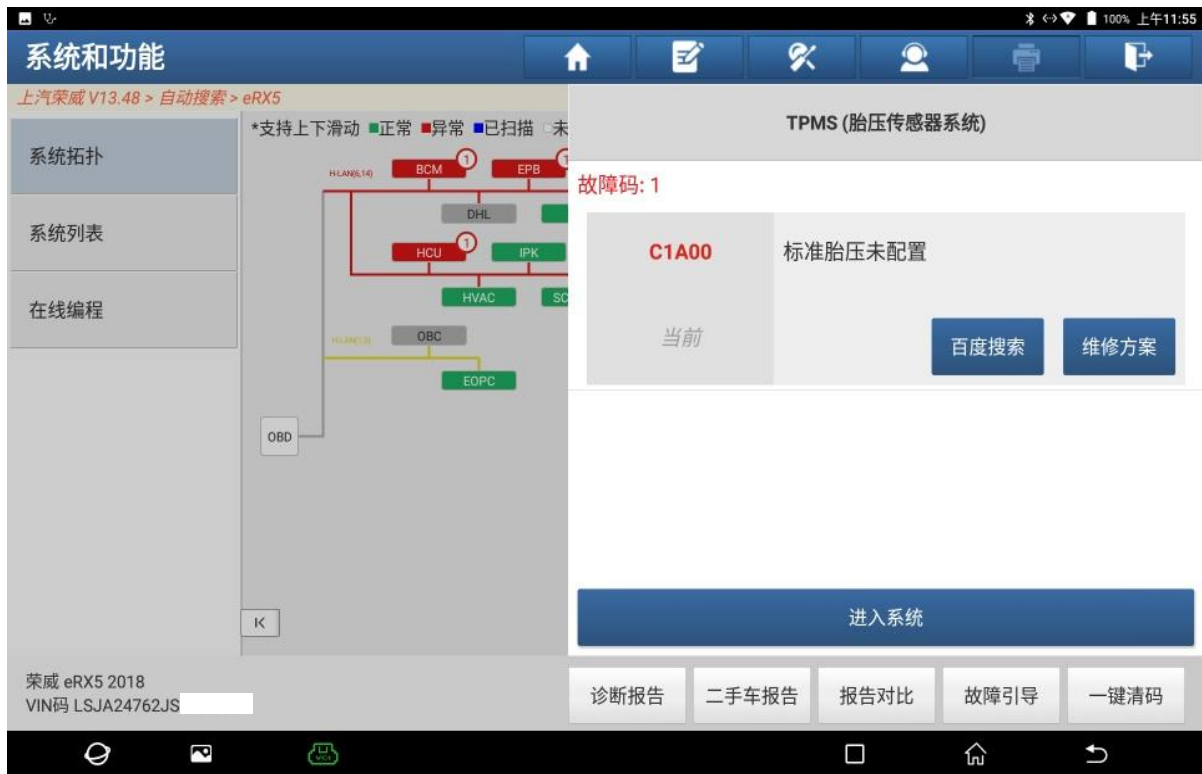 100% 上午11:55
系统和功能
上汽荣威 V13.48 > 自动搜索 > eRX5
系统拓扑
系统列表
在线编程
*支持上下滑动 ■正常 ■异常 ■已扫描 □未
H-LAN(6,14)
BCM 1
EPB 1
DHL
HCU 1
IPK
HVAC
SC
OBC
EOPC
OBD
TPMS (胎压传感器系统)
故障码: 1
C1A00 标准胎压未配置
当前
百度搜索
维修方案
进入系统
荣威 eRX5 2018
VIN码 LSJA24762JS
诊断报告
二手车报告
报告对比
故障引导
一键清码
VCI